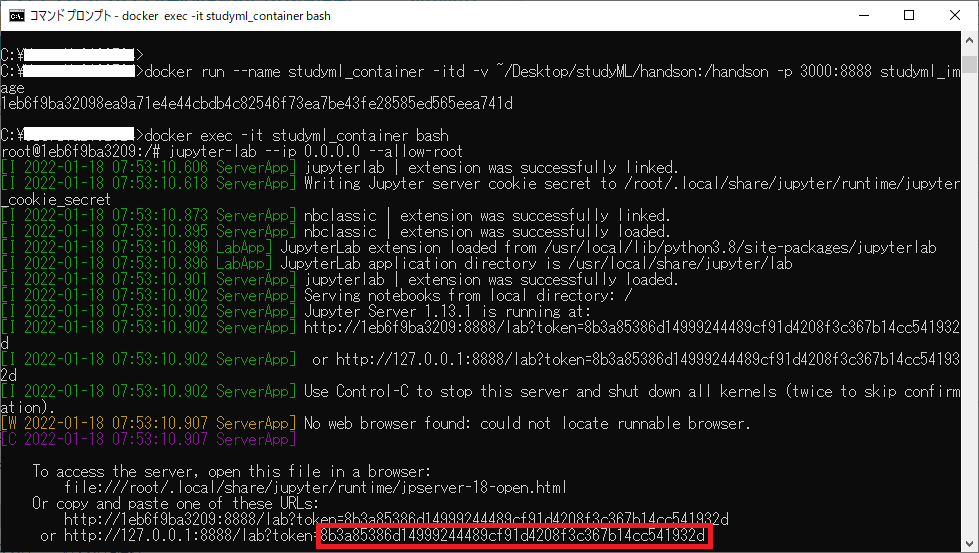 コマンド プロンプト - docker  exec -it studyml_container bash
C:¥
>
C:¥
>docker run --name studyml_container -itd -v ~/Desktop/studyML/handson:/handson -p 3000:8888 studyml_im
age
1eb6f9ba32098ea9a71e4e44cbdb4c82546f73ea7be43fe28585ed565eea741d
C:¥
>docker exec -it studyml_container bash
root@1eb6f9ba3209:/# jupyter-lab --ip 0.0.0.0 --allow-root
[I 2022-01-18 07:53:10.606 ServerApp] jupyterlab | extension was successfully linked.
[I 2022-01-18 07:53:10.618 ServerApp] Writing Jupyter server cookie secret to /root/.local/share/jupyter/runtime/jupyter
_cookie_secret
[I 2022-01-18 07:53:10.873 ServerApp] nbclassic | extension was successfully linked.
[I 2022-01-18 07:53:10.895 ServerApp] nbclassic | extension was successfully loaded.
[I 2022-01-18 07:53:10.896 LabApp] JupyterLab extension loaded from /usr/local/lib/python3.8/site-packages/jupyterlab
[I 2022-01-18 07:53:10.896 LabApp] JupyterLab application directory is /usr/local/share/jupyter/lab
[I 2022-01-18 07:53:10.901 ServerApp] jupyterlab | extension was successfully loaded.
[I 2022-01-18 07:53:10.902 ServerApp] Serving notebooks from local directory: /
[I 2022-01-18 07:53:10.902 ServerApp] Jupyter Server 1.13.1 is running at:
[I 2022-01-18 07:53:10.902 ServerApp] http://1eb6f9ba3209:8888/lab?token=8b3a85386d14999244489cf91d4208f3c367b14cc541932
d
[I 2022-01-18 07:53:10.902 ServerApp]  or http://127.0.0.1:8888/lab?token=8b3a85386d14999244489cf91d4208f3c367b14cc54193
2d
[I 2022-01-18 07:53:10.902 ServerApp] Use Control-C to stop this server and shut down all kernels (twice to skip confirm
ation).
[W 2022-01-18 07:53:10.907 ServerApp] No web browser found: could not locate runnable browser.
[C 2022-01-18 07:53:10.907 ServerApp]
To access the server, open this file in a browser:
file:///root/.local/share/jupyter/runtime/jpserver-18-open.html
Or copy and paste one of these URLs:
http://1eb6f9ba3209:8888/lab?token=8b3a85386d14999244489cf91d4208f3c367b14cc541932d
or http://127.0.0.1:8888/lab?token=8b3a85386d14999244489cf91d4208f3c367b14cc541932d